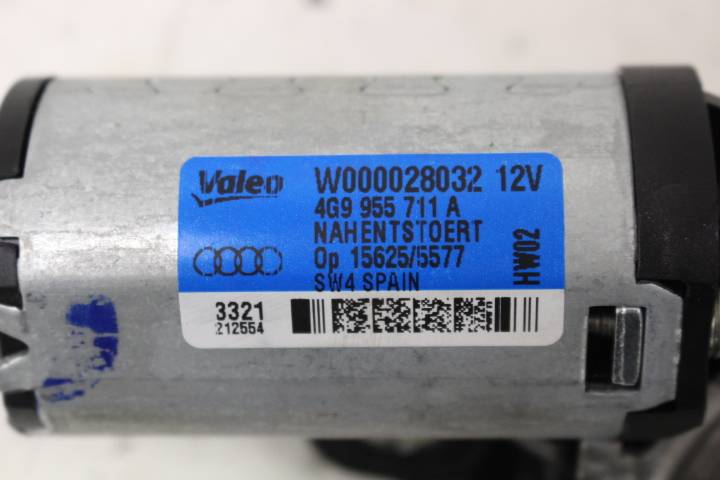 Valeo W000028032 12V
4G9 955 711 A
NAHENTSTOERT
Op 15625/5577
SW4 SPAIN
HW02
3321
212554